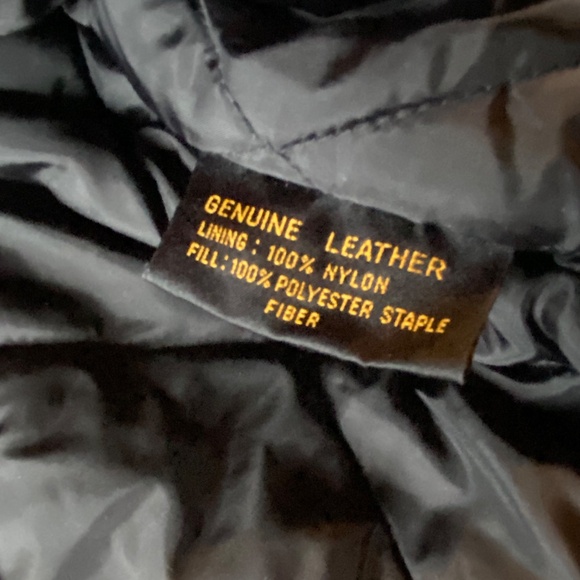 GENUINE LEATHER
LINING : 100% NYLON
FILL : 100% POLYESTER STAPLE
FIBER